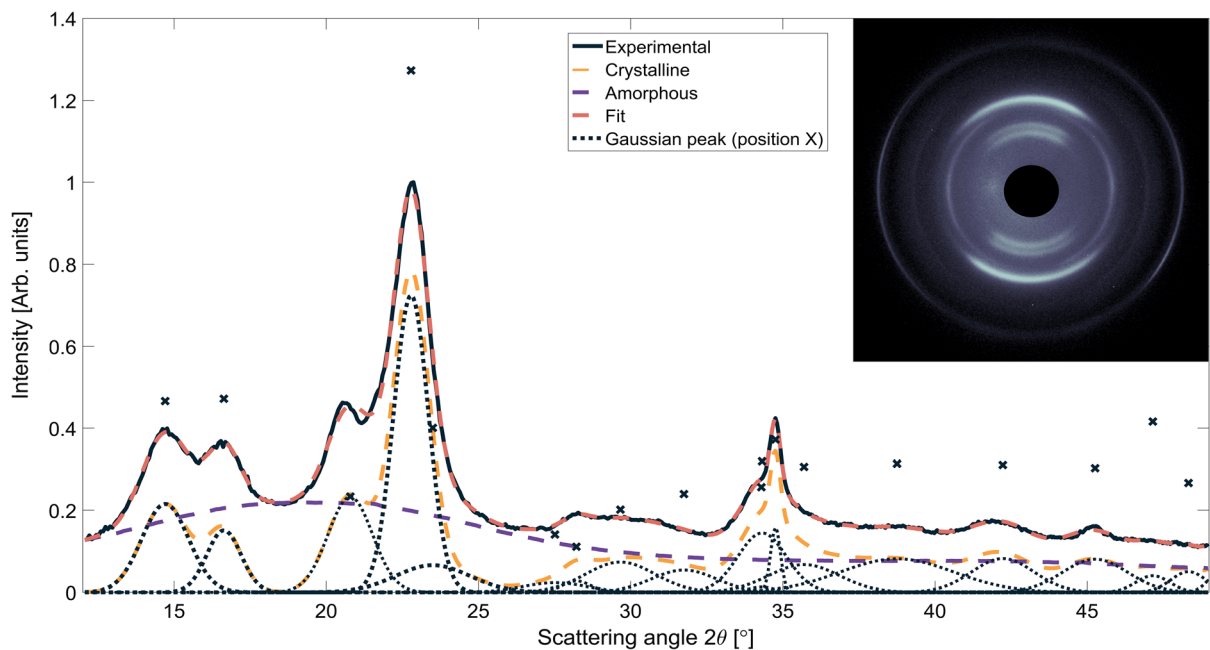 1.4
1.2
1
0.8
0.6
0.4
0.2
0
Intensity [Arb. units]
Experimental
Crystalline
Amorphous
Fit
Gaussian peak (position X)
15 20 25 30 35 40 45
Scattering angle 2θ [°]